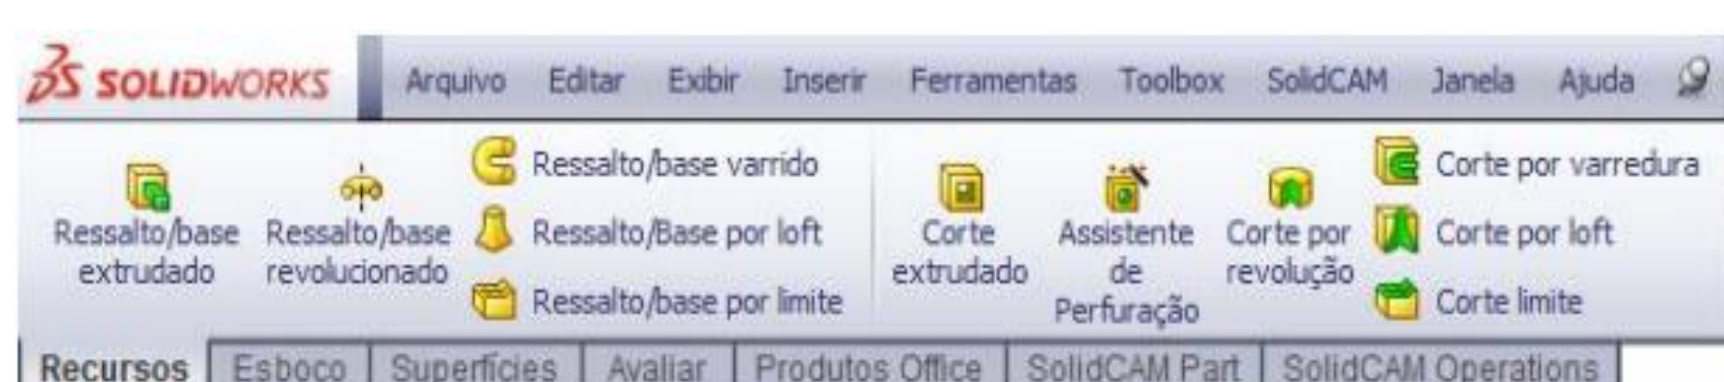 SOLIDWORKS Arquivo Editar Exibir Inserir Ferramentas Toolbox SolidCAM Janela Ajuda
Ressalto/base extrudado
Ressalto/base revolucionado
Ressalto/base varrido
Ressalto/Base por loft
Ressalto/base por limite
Corte extrudado
Assistente de Perfuração
Corte por revolução
Corte por varredura
Corte por loft
Corte limite
Recursos Esboço Superfícies Avaliar Produtos Office SolidCAM Part SolidCAM Operations